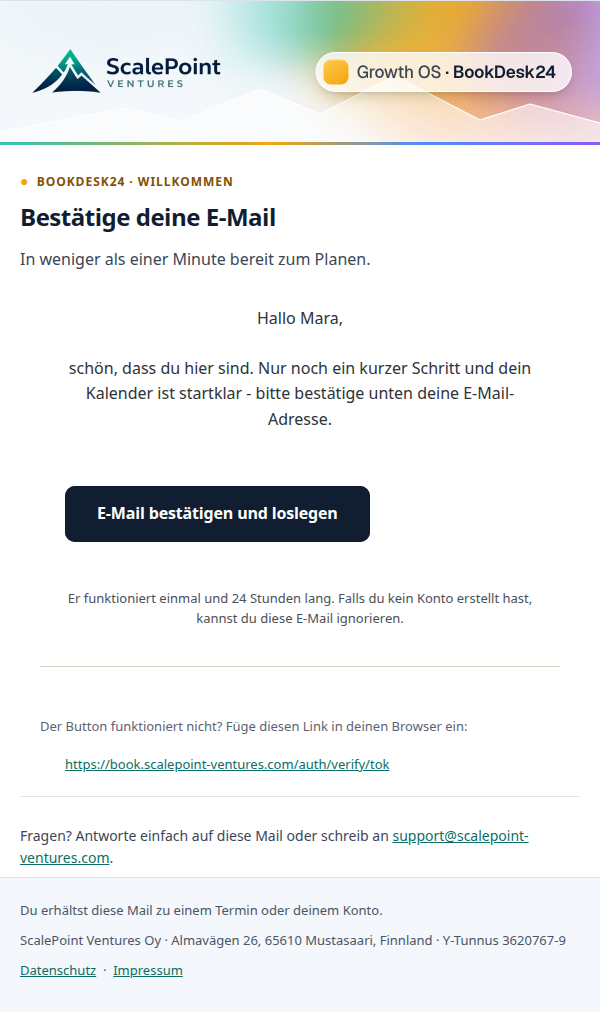 ScalePoint
VENTURES
Growth OS · BookDesk24
BOOKDESK24 · WILLKOMMEN
Bestätige deine E-Mail
In weniger als einer Minute bereit zum Planen.
Hallo Mara,
schön, dass du hier sind. Nur noch ein kurzer Schritt und dein
Kalender ist startklar - bitte bestätige unten deine E-Mail-
Adresse.
E-Mail bestätigen und loslegen
Er funktioniert einmal und 24 Stunden lang. Falls du kein Konto erstellt hast,
kannst du diese E-Mail ignorieren.
Der Button funktioniert nicht? Füge diesen Link in deinen Browser ein:
https://book.scalepoint-ventures.com/auth/verify/tok
Fragen? Antworte einfach auf diese Mail oder schreib an support@scalepoint-
ventures.com.
Du erhältst diese Mail zu einem Termin oder deinem Konto.
ScalePoint Ventures Oy · Almavägen 26, 65610 Mustasaari, Finnland · Y-Tunnus 3620767-9
Datenschutz · Impressum